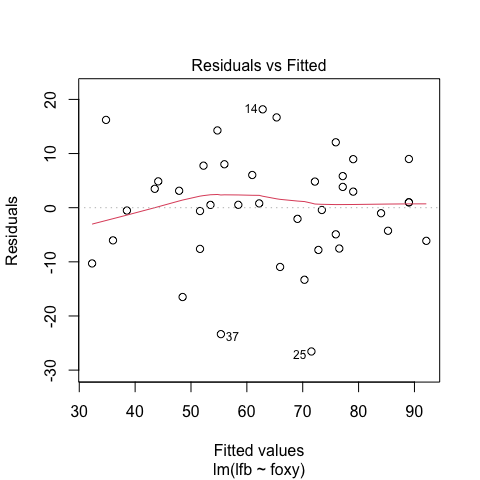 Residuals vs Fitted
Residuals
20
10
0
-10
-20
-30
14
37
25
30 40 50 60 70 80 90
Fitted values
lm(lfb ~ foxy)